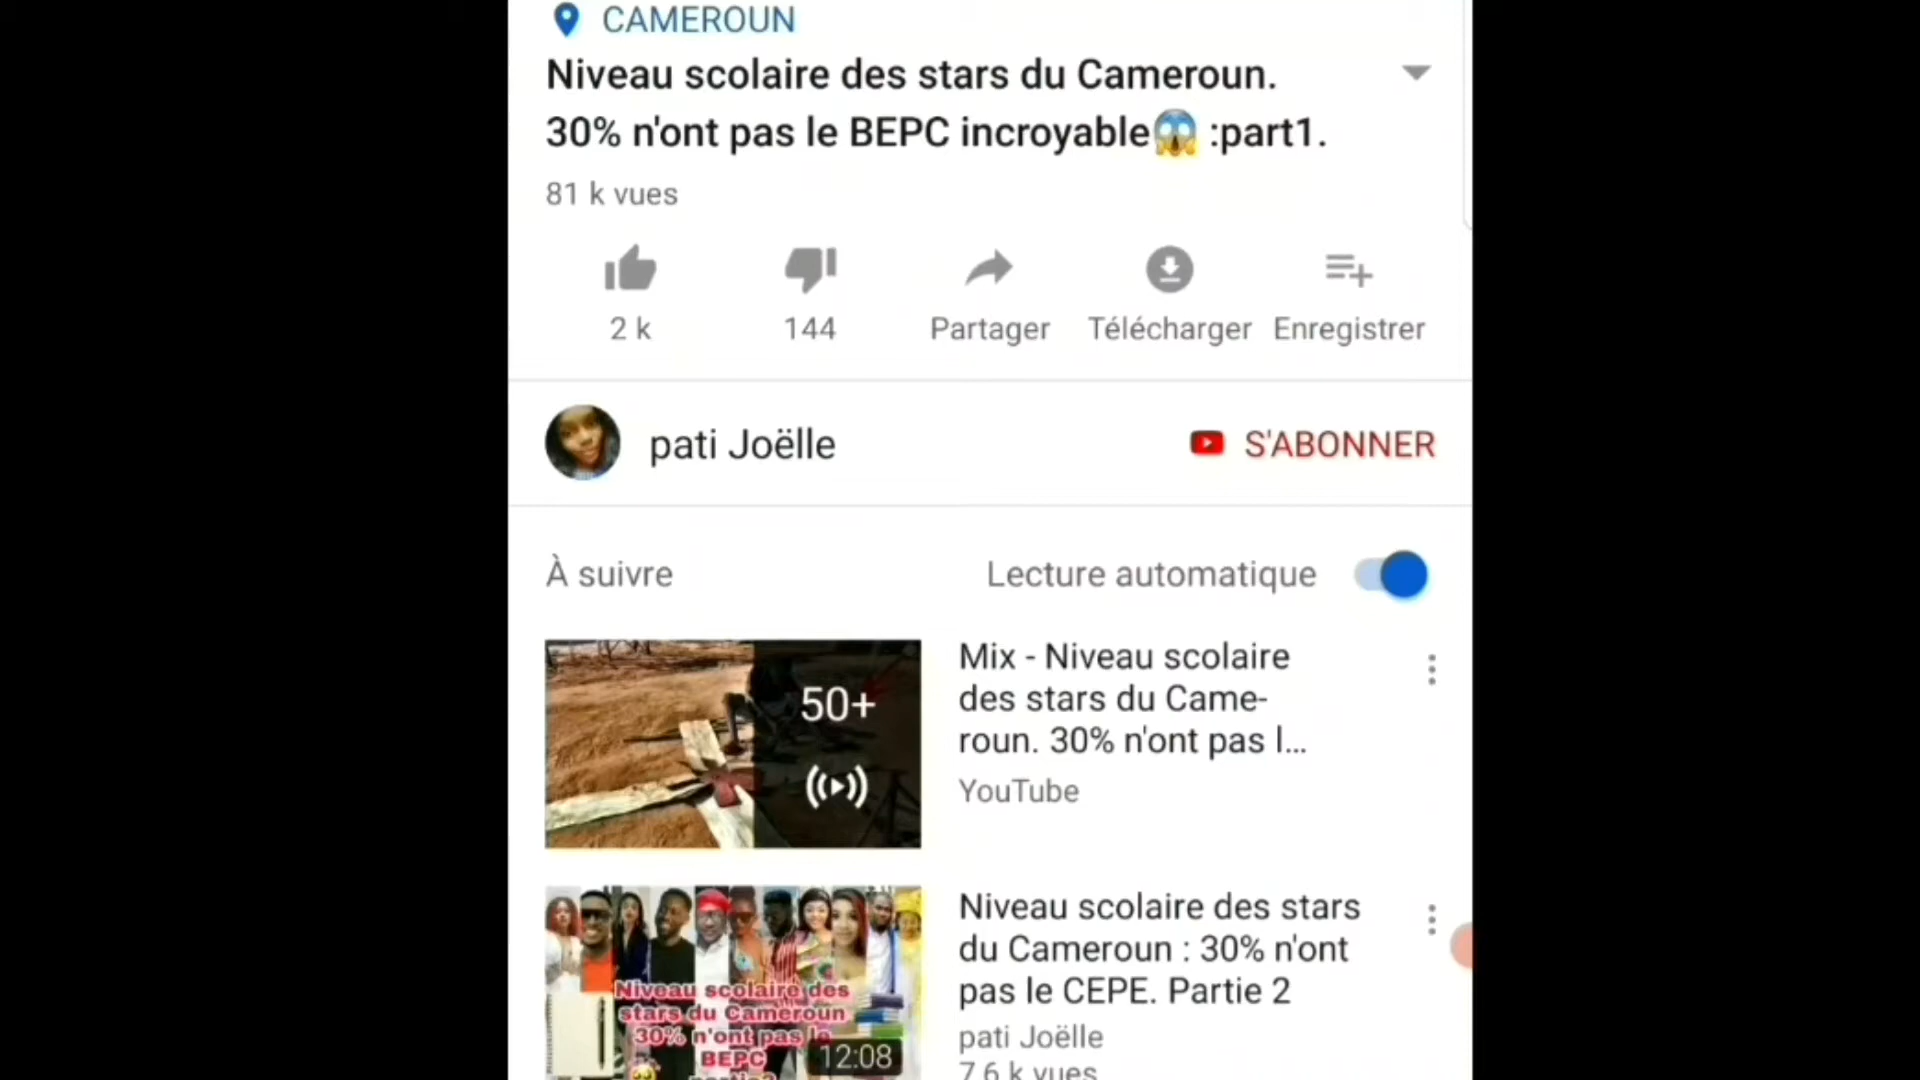 CAMEROUN
Niveau scolaire des stars du Cameroun.
30% n'ont pas le BEPC incroyable😱 :part1.
81 k vues
2 k
144
Partager
Télécharger
Enregistrer
pati Joëlle
S'ABONNER
À suivre
Lecture automatique
50+
Mix - Niveau scolaire
des stars du Came-
roun. 30% n'ont pas l...
YouTube
Niveau scolaire des
stars du Cameroun
30% n'ont pas le
BEPC
12:08
Niveau scolaire des stars
du Cameroun : 30% n'ont
pas le CEPE. Partie 2
pati Joëlle
7,6 k vues